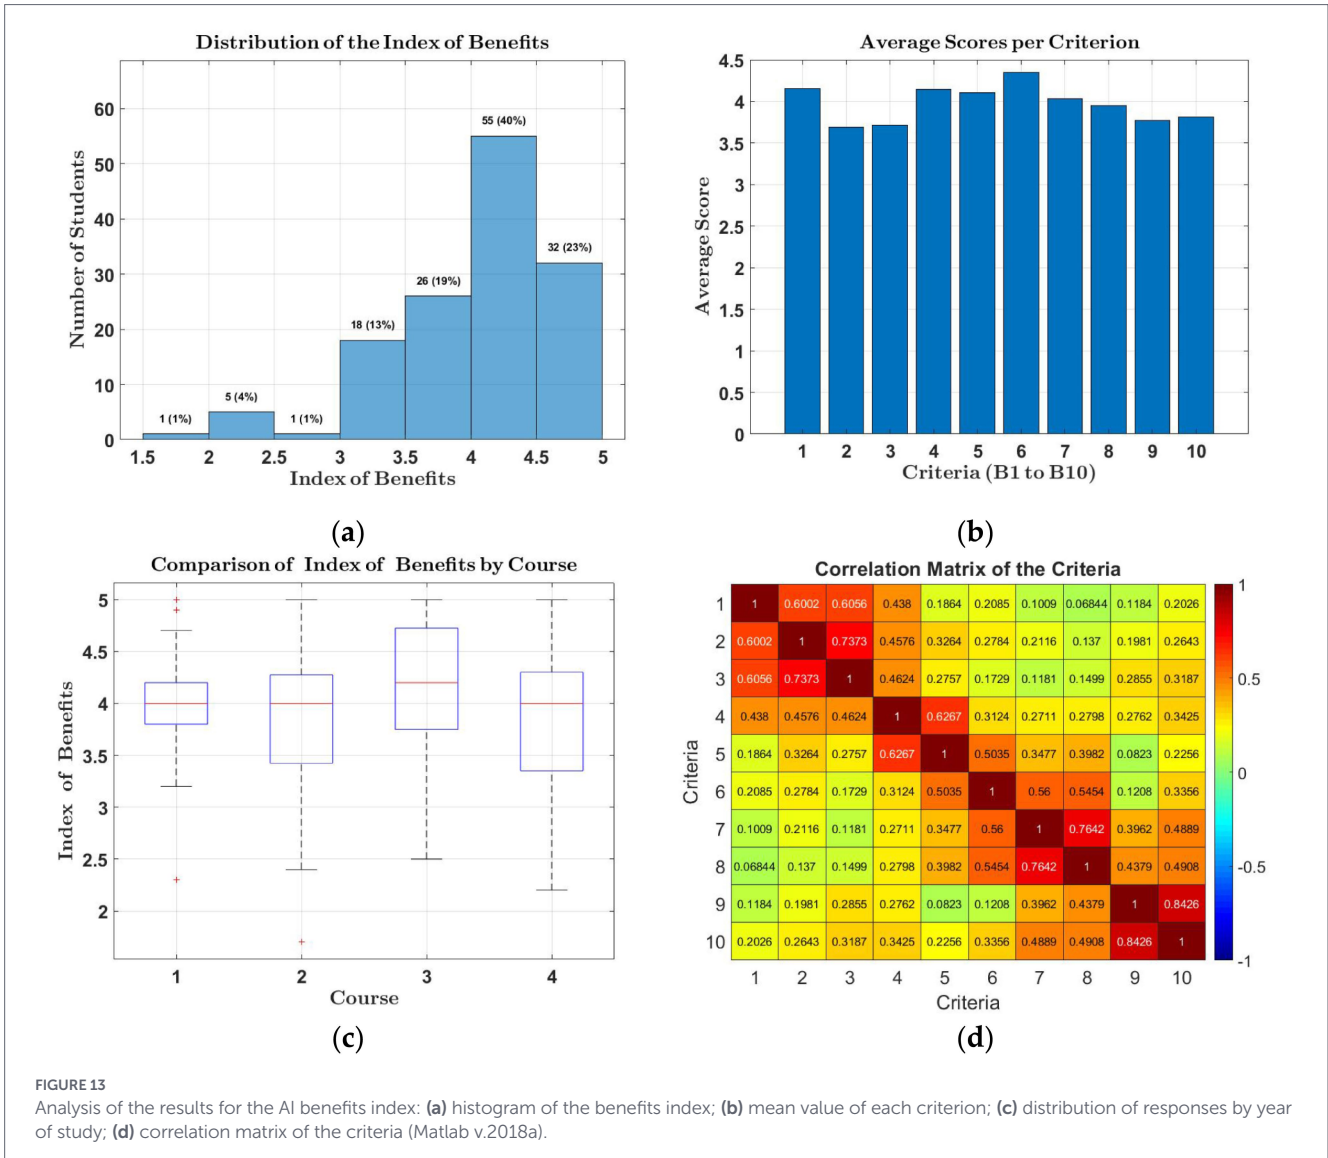 Distribution of the Index of Benefits
Number of Students
60
50
40
30
20
10
0
1 (1%)
5 (4%)
1 (1%)
18 (13%)
26 (19%)
55 (40%)
32 (23%)
1.5 2 2.5 3 3.5 4 4.5 5
Index of Benefits
(a)
Average Scores per Criterion
Average Score
4.5
4
3.5
3
2.5
2
1.5
1
0.5
0
1 2 3 4 5 6 7 8 9 10
Criteria (B1 to B10)
(b)
Comparison of Index of Benefits by Course
Index of Benefits
5
4.5
4
3.5
3
2.5
2
1 2 3 4
Course
(c)
Correlation Matrix of the Criteria
Criteria
1 1 0.6002 0.6056 0.438 0.1864 0.2085 0.1009 0.06844 0.1184 0.2026
2 0.6002 1 0.7373 0.4576 0.3264 0.2784 0.2116 0.137 0.1981 0.2643
3 0.6056 0.7373 1 0.4624 0.2757 0.1729 0.1181 0.1499 0.2855 0.3187
4 0.438 0.4576 0.4624 1 0.6267 0.3124 0.2711 0.2798 0.2762 0.3425
5 0.1864 0.3264 0.2757 0.6267 1 0.5035 0.3477 0.3982 0.0823 0.2256
6 0.2085 0.2784 0.1729 0.3124 0.5035 1 0.56 0.5454 0.1208 0.3356
7 0.1009 0.2116 0.1181 0.2711 0.3477 0.56 1 0.7642 0.3962 0.4889
8 0.06844 0.137 0.1499 0.2798 0.3982 0.5454 0.7642 1 0.4379 0.4908
9 0.1184 0.1981 0.2855 0.2762 0.0823 0.1208 0.3962 0.4379 1 0.8426
10 0.2026 0.2643 0.3187 0.3425 0.2256 0.3356 0.4889 0.4908 0.8426 1
1 2 3 4 5 6 7 8 9 10
Criteria
1
0.5
0
-0.5
-1
(d)
FIGURE 13
Analysis of the results for the AI benefits index: (a) histogram of the benefits index; (b) mean value of each criterion; (c) distribution of responses by year
of study; (d) correlation matrix of the criteria (Matlab v.2018a).